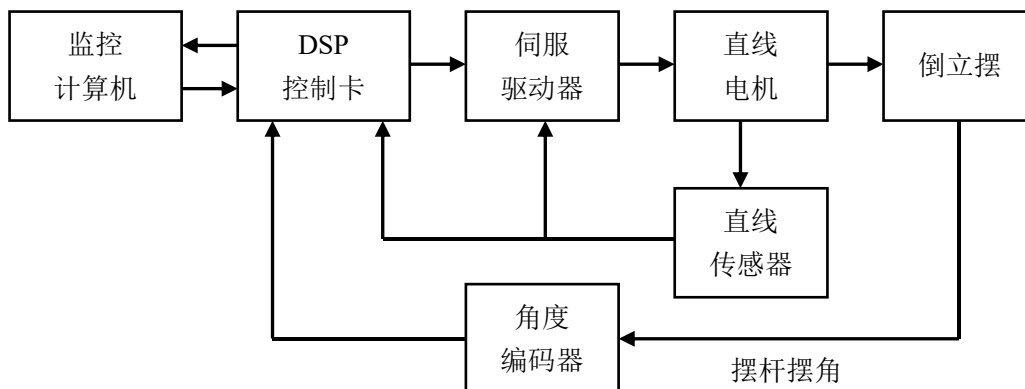 监控
计算机
DSP
控制卡
伺服
驱动器
直线
电机
倒立摆
直线
传感器
角度
编码器
摆杆摆角